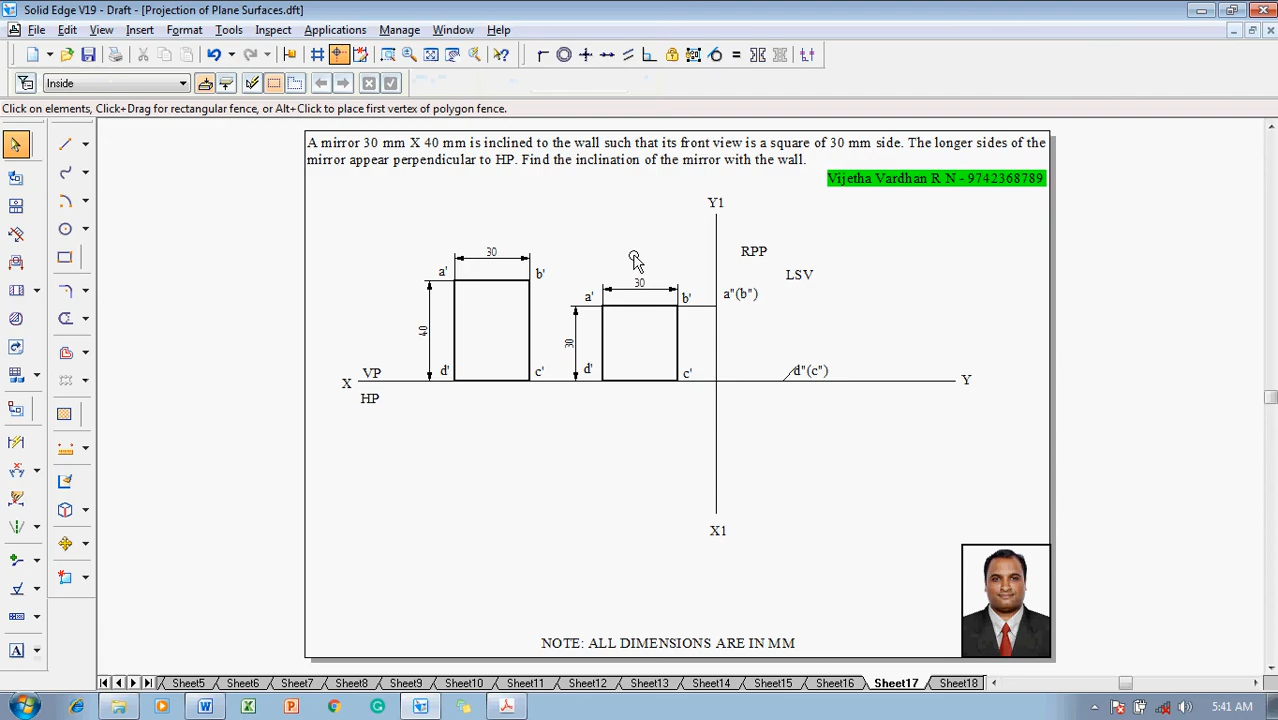 Solid Edge V19 - Draft - [Projection of Plane Surfaces.dft]
File Edit View Insert Format Tools Inspect Applications Manage Window Help
Inside
Click on elements, Click+Drag for rectangular fence, or Alt+Click to place first vertex of polygon fence.
A mirror 30 mm X 40 mm is inclined to the wall such that its front view is a square of 30 mm side. The longer sides of the
mirror appear perpendicular to HP. Find the inclination of the mirror with the wall.
Vijetha Vardhan R N - 9742368789
Y1
30 RPP
a' b' LSV
30
a' b' a"(b")
40 30
VP d' c' d' c' d"(c")
X Y
HP
X1
NOTE: ALL DIMENSIONS ARE IN MM
Sheet5 Sheet6 Sheet7 Sheet8 Sheet9 Sheet10 Sheet11 Sheet12 Sheet13 Sheet14 Sheet15 Sheet16 Sheet17 Sheet18
5:41 AM